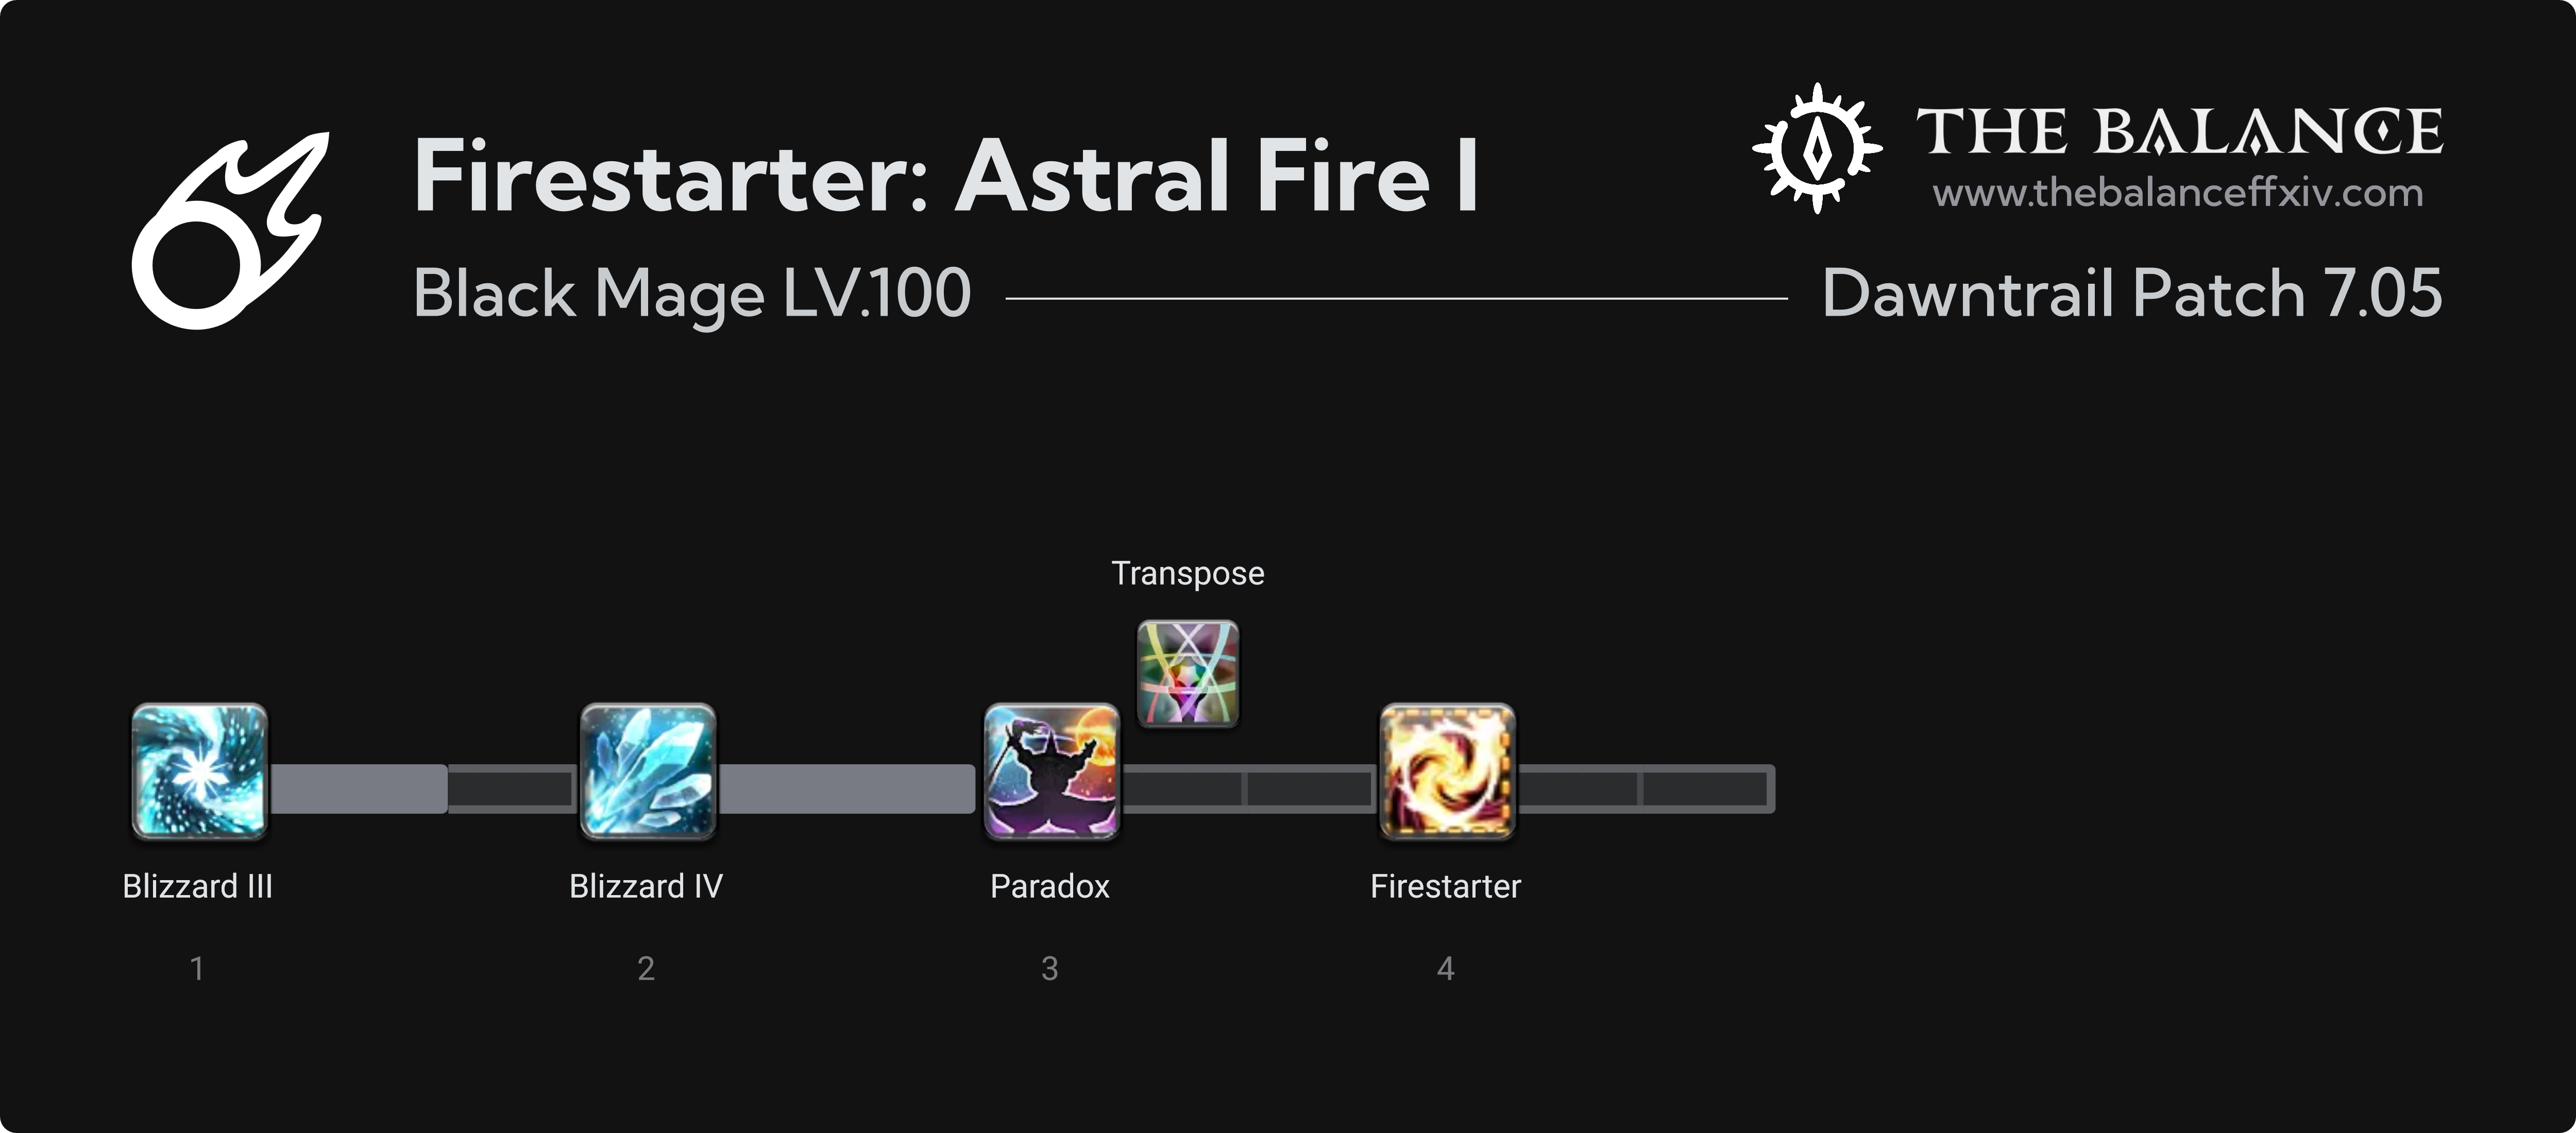 Firestarter: Astral Fire I
THE BALANCE
www.thebalanceffxiv.com
Black Mage LV.100
Dawntrail Patch 7.05
Transpose
Blizzard III
Blizzard IV
Paradox
Firestarter
1
2
3
4